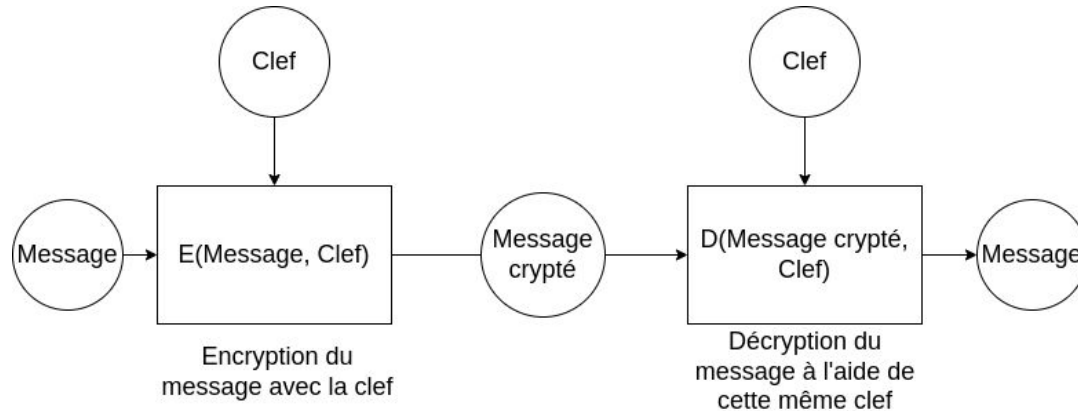 Clef
Clef
Message
E(Message, Clef)
Message
crypté
D(Message crypté,
Clef)
Message
Encryption du
message avec la clef
Décryption du
message à l'aide de
cette même clef